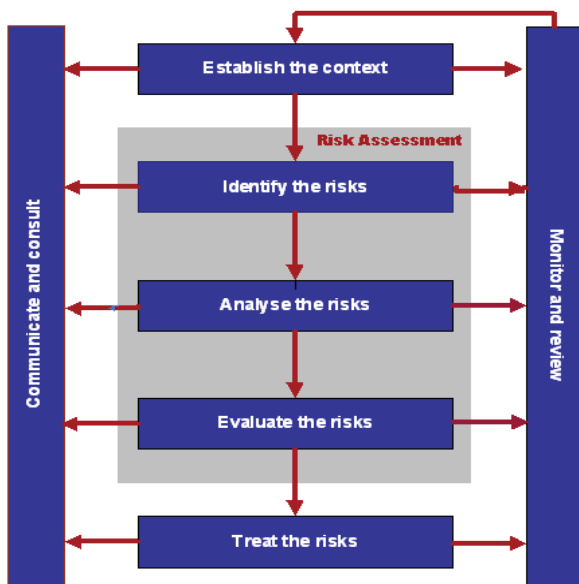 Establish the context
Risk Assessment
Identify the risks
Analyse the risks
Evaluate the risks
Treat the risks
Communicate and consult
Monitor and review